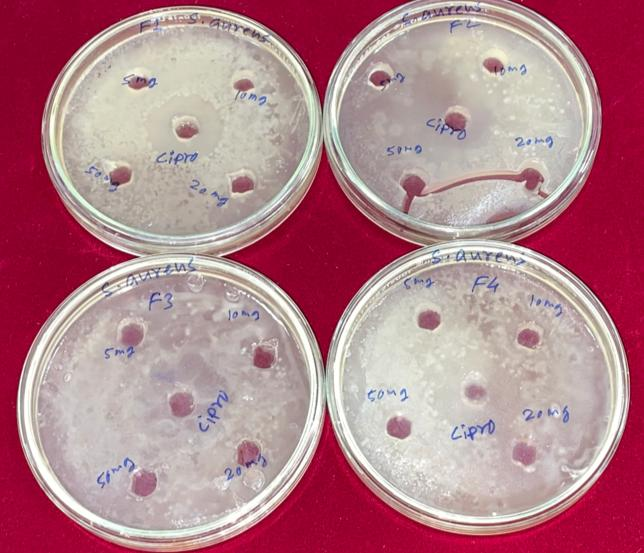 F1 S. aureus
5mg
10mg
Cipro
50mg
20mg
S. aureus
F2
5mg
10mg
Cipro
50mg
20mg
S. aureus
F3
10mg
5mg
Cipro
50mg
20mg
S. aureus
5mg
F4
10mg
50mg
Cipro
20mg